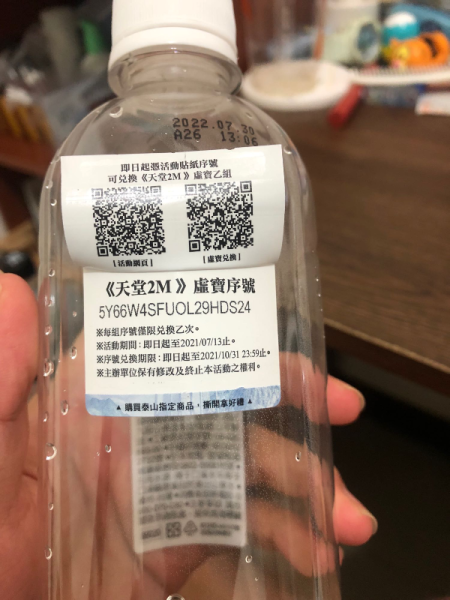 2022.07.30
A26 13:06
即日起憑活動貼紙序號
可兌換《天堂2M》虛寶乙組
[活動網頁] [虛寶兌換]
《天堂2M》虛寶序號
5Y66W4SFUOL29HDS24
※每組序號僅限兌換乙次。
※活動期間：即日起至2021/07/13止。
※序號兌換期限：即日起至2021/10/31 23:59止。
※主辦單位保有修改及終止本活動之權利。
▲ 購買泰山指定商品，撕開拿好禮 ▲